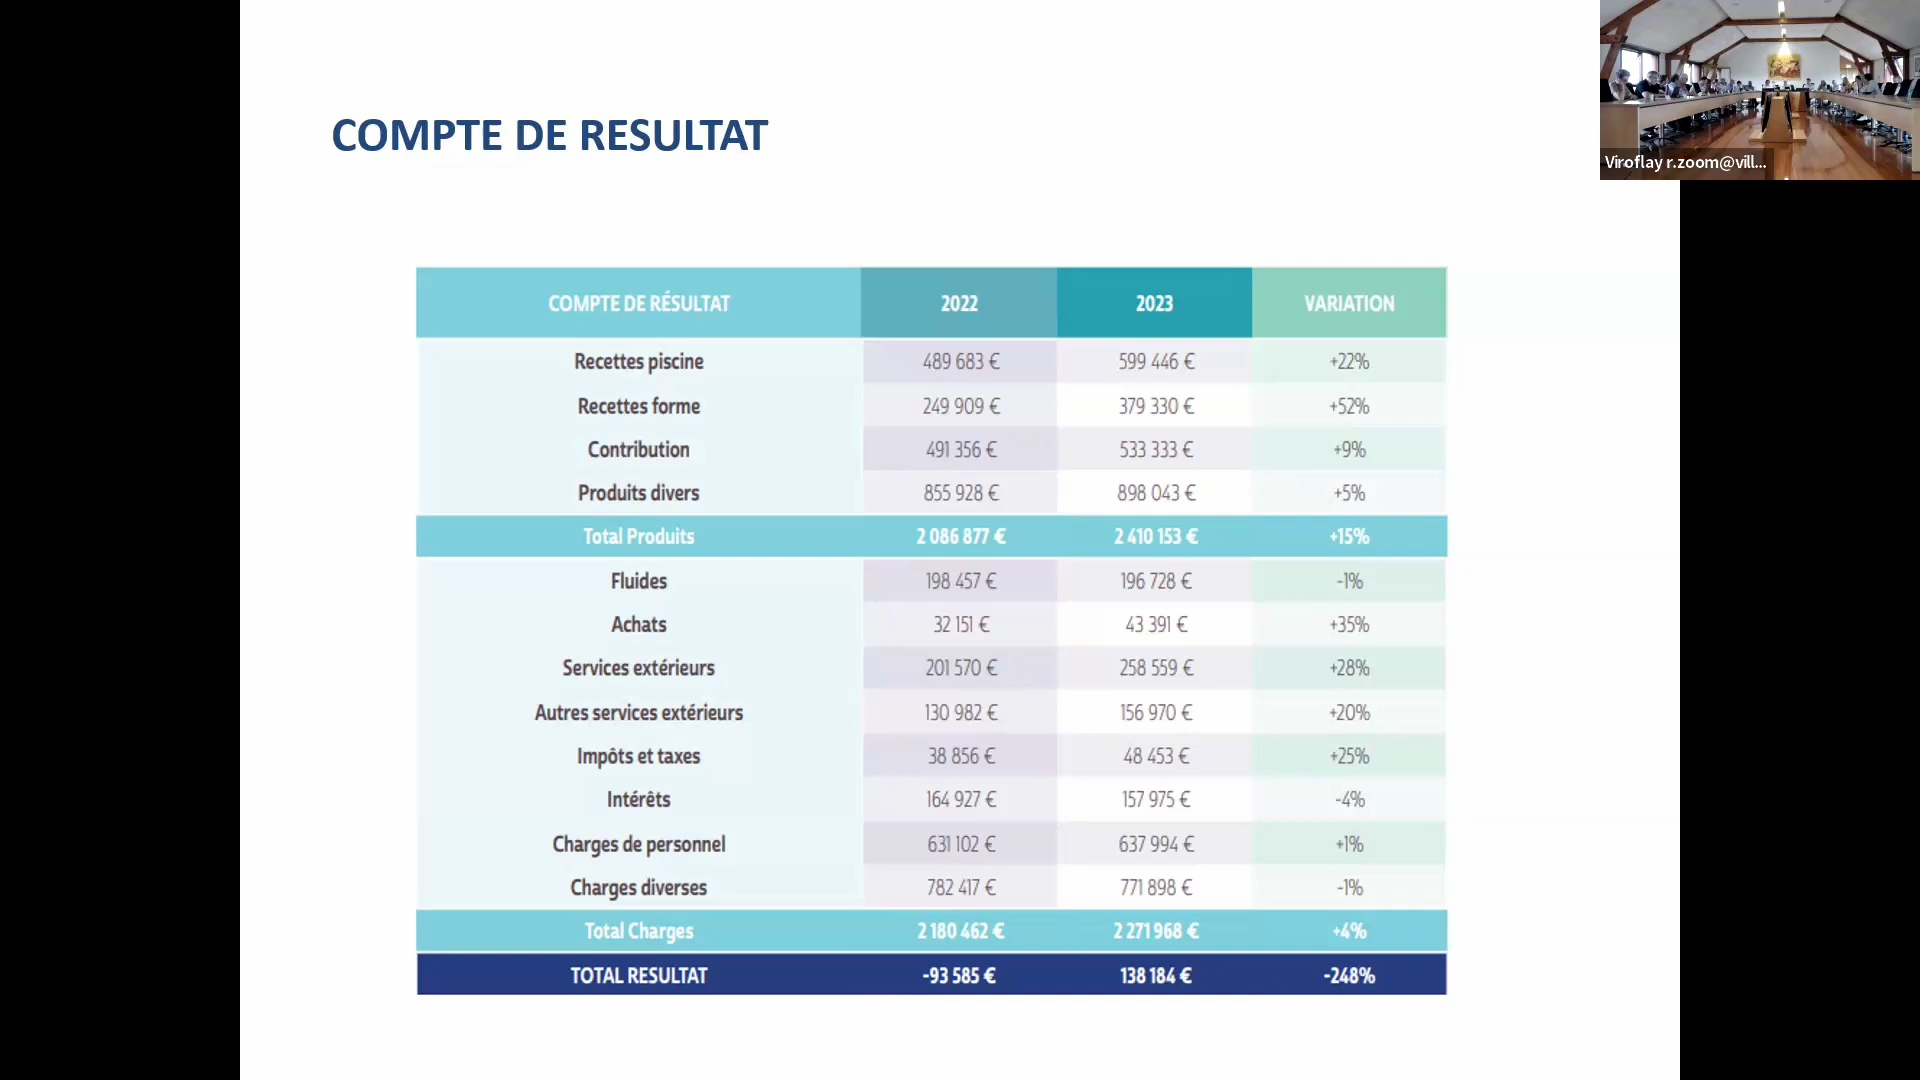 COMPTE DE RESULTAT
Viroflay r.zoom@vill...
COMPTE DE RÉSULTAT 2022 2023 VARIATION
Recettes piscine 489 683 € 599 446 € +22%
Recettes forme 249 909 € 379 330 € +52%
Contribution 491 356 € 533 333 € +9%
Produits divers 855 928 € 898 043 € +5%
Total Produits 2 086 877 € 2 410 153 € +15%
Fluides 198 457 € 196 728 € -1%
Achats 32 151 € 43 391 € +35%
Services extérieurs 201 570 € 258 559 € +28%
Autres services extérieurs 130 982 € 156 970 € +20%
Impôts et taxes 38 856 € 48 453 € +25%
Intérêts 164 927 € 157 975 € -4%
Charges de personnel 631 102 € 637 994 € +1%
Charges diverses 782 417 € 771 898 € -1%
Total Charges 2 180 462 € 2 271 968 € +4%
TOTAL RESULTAT -93 585 € 138 184 € -248%